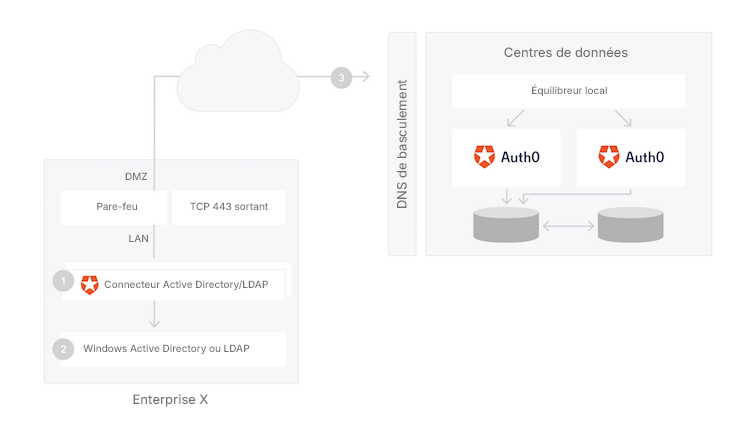 3
DNS de basculement
Centres de données
Équilibreur local
Auth0
Auth0
DMZ
Pare-feu
TCP 443 sortant
LAN
1
Connecteur Active Directory/LDAP
2
Windows Active Directory ou LDAP
Enterprise X